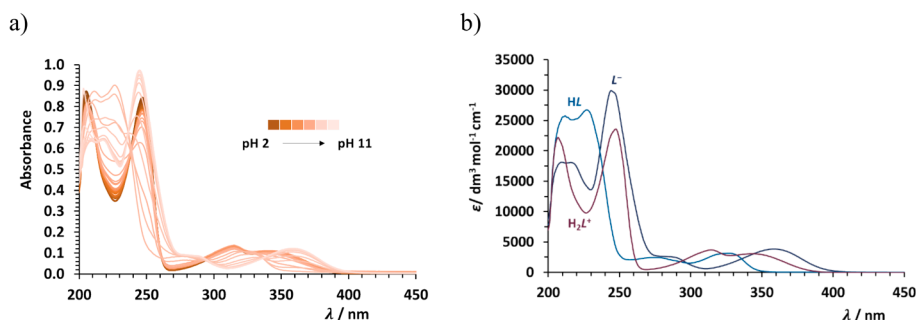 a)
b)
1.0
0.9
0.8
0.7
0.6
0.5
0.4
0.3
0.2
0.1
0.0
Absorbance
pH 2 → pH 11
200 250 300 350 400 450
λ / nm
35000
30000
25000
20000
15000
10000
5000
0
ε/ dm³ mol⁻¹ cm⁻¹
HL
L⁻
H₂L⁺
200 250 300 350 400 450
λ / nm